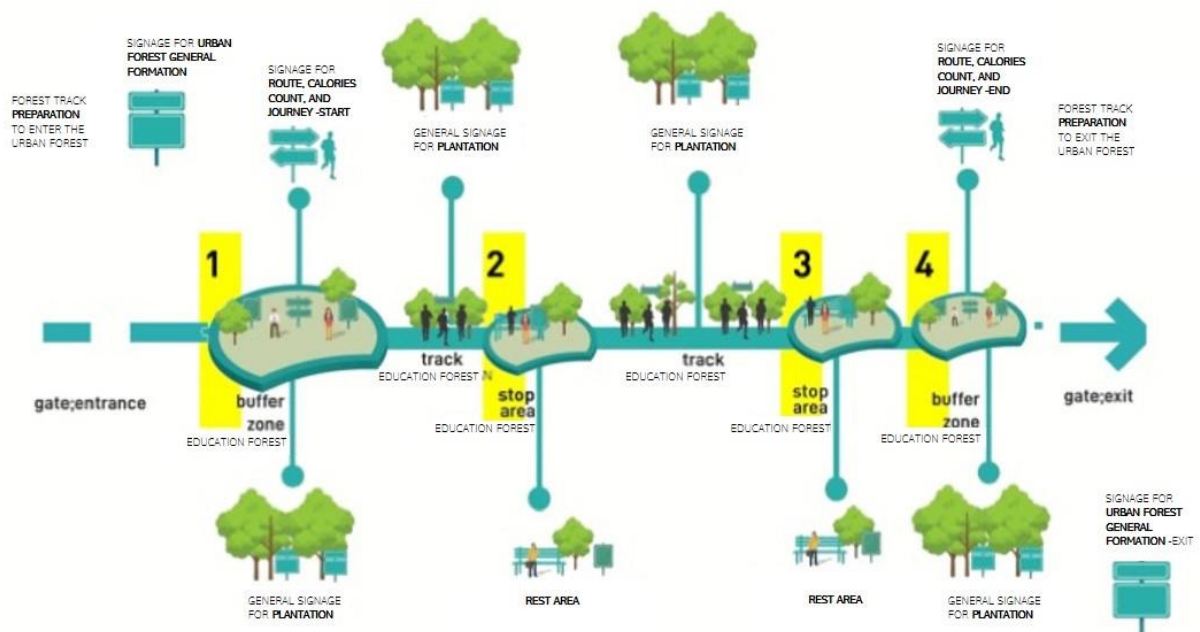 FOREST TRACK
PREPARATION
TO ENTER THE
URBAN FOREST
SIGNAGE FOR URBAN
FOREST GENERAL
FORMATION
SIGNAGE FOR
ROUTE, CALORIES
COUNT, AND
JOURNEY -START
GENERAL SIGNAGE
FOR PLANTATION
GENERAL SIGNAGE
FOR PLANTATION
SIGNAGE FOR
ROUTE, CALORIES
COUNT, AND
JOURNEY -END
FOREST TRACK
PREPARATION
TO EXIT THE
URBAN FOREST
1
2
3
4
gate;entrance
buffer
zone
EDUCATION FOREST
track
EDUCATION FOREST N
stop
area
EDUCATION FOREST
track
EDUCATION FOREST
stop
area
EDUCATION FOREST
buffer
zone
EDUCATION FOREST
gate;exit
GENERAL SIGNAGE
FOR PLANTATION
REST AREA
REST AREA
GENERAL SIGNAGE
FOR PLANTATION
SIGNAGE FOR
URBAN FOREST
GENERAL
FORMATION -EXIT